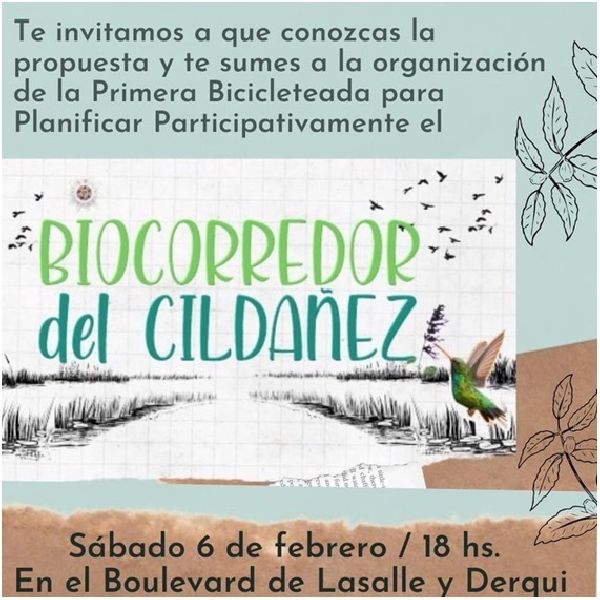 Te invitamos a que conozcas la
propuesta y te sumes a la organización
de la Primera Bicicleteada para
Planificar Participativamente el
BIOCORREDOR
del CILDAÑEZ
Sábado 6 de febrero / 18 hs.
En el Boulevard de Lasalle y Derqui